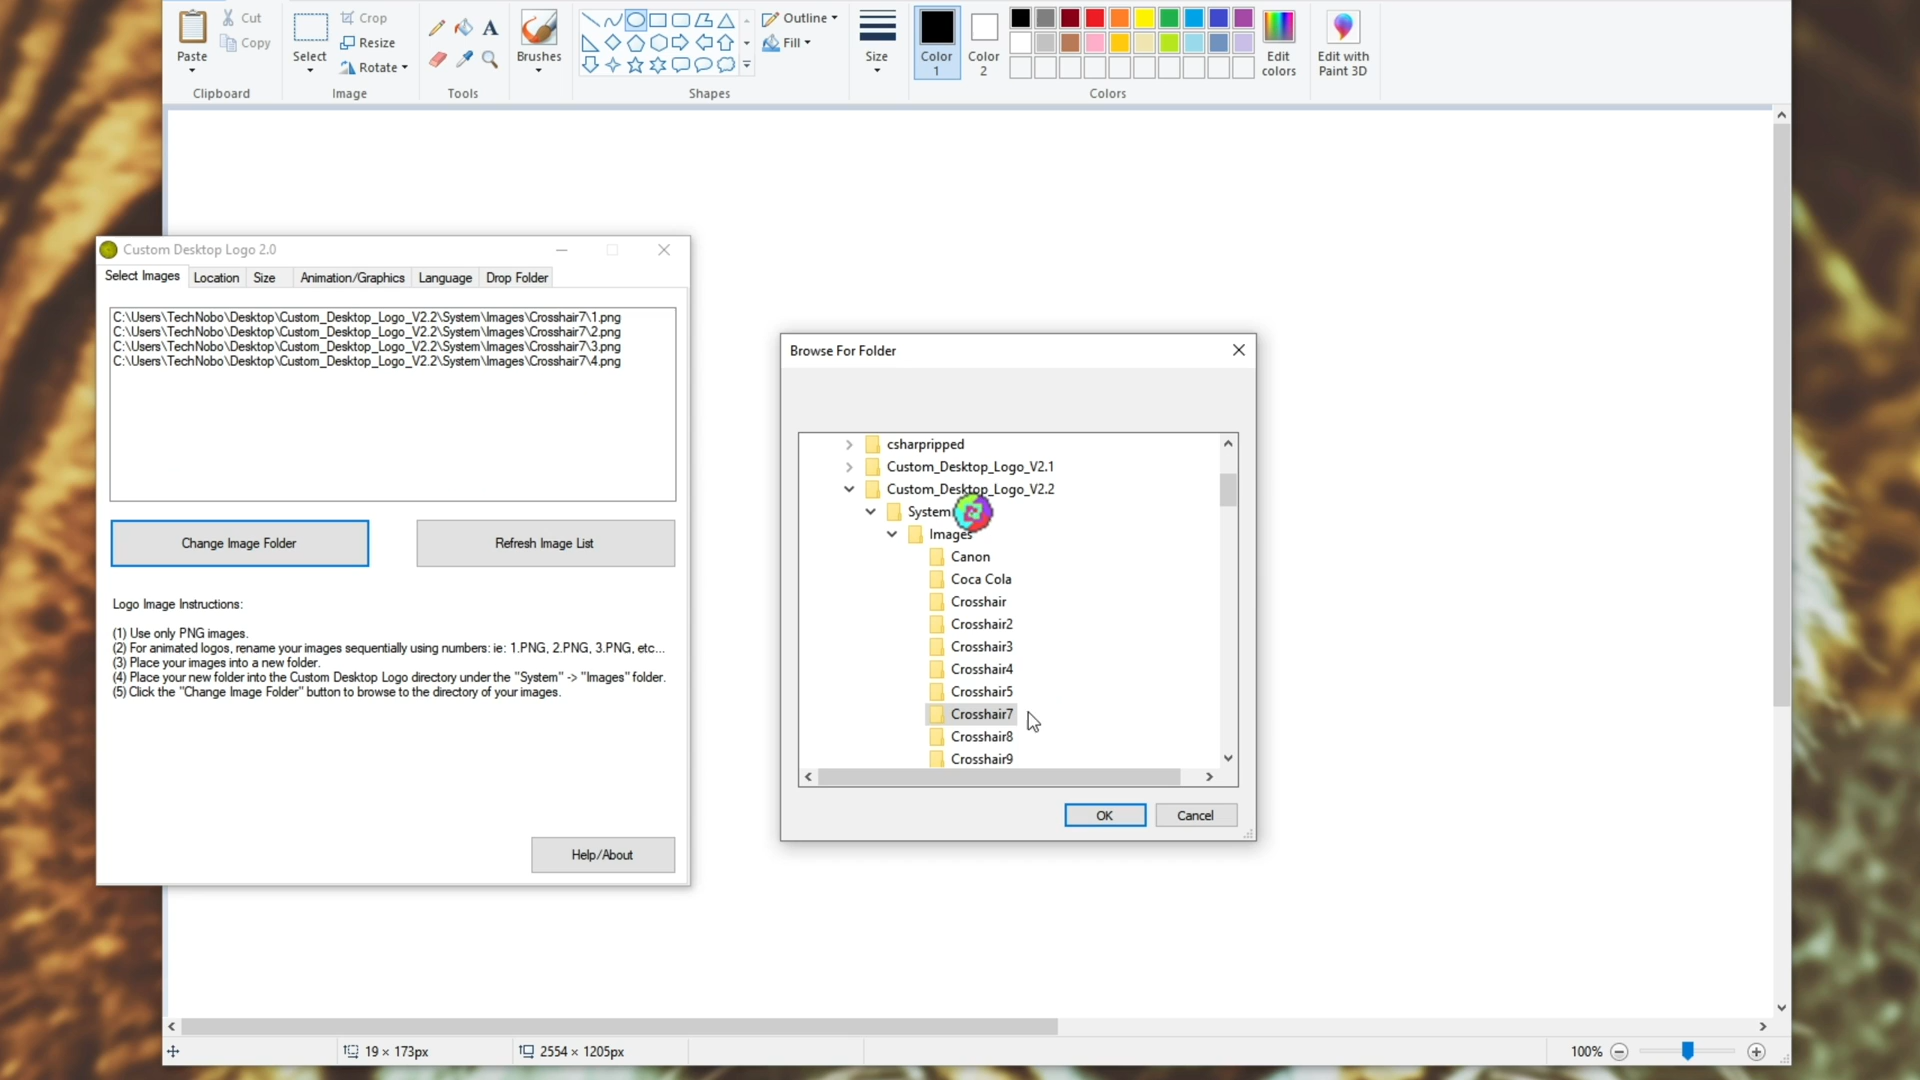 Paste
Cut
Copy
Clipboard
Select
Crop
Resize
Rotate
Image
A
Tools
Brushes
Outline
Fill
Shapes
Size
Color
1
Color
2
Edit
colors
Colors
Edit with
Paint 3D
Custom Desktop Logo 2.0
Select Images Location Size Animation/Graphics Language Drop Folder
C:\Users\TechNobo\Desktop\Custom_Desktop_Logo_V2.2\System\Images\Crosshair7\1.png
C:\Users\TechNobo\Desktop\Custom_Desktop_Logo_V2.2\System\Images\Crosshair7\2.png
C:\Users\TechNobo\Desktop\Custom_Desktop_Logo_V2.2\System\Images\Crosshair7\3.png
C:\Users\TechNobo\Desktop\Custom_Desktop_Logo_V2.2\System\Images\Crosshair7\4.png
Change Image Folder
Refresh Image List
Logo Image Instructions:
(1) Use only PNG images.
(2) For animated logos, rename your images sequentially using numbers: ie: 1.PNG, 2.PNG, 3.PNG, etc...
(3) Place your images into a new folder.
(4) Place your new folder into the Custom Desktop Logo directory under the "System" -> "Images" folder.
(5) Click the "Change Image Folder" button to browse to the directory of your images.
Help/About
Browse For Folder
csharpripped
Custom_Desktop_Logo_V2.1
Custom_Desktop_Logo_V2.2
System
Images
Canon
Coca Cola
Crosshair
Crosshair2
Crosshair3
Crosshair4
Crosshair5
Crosshair7
Crosshair8
Crosshair9
OK
Cancel
19 × 173px
2554 × 1205px
100%